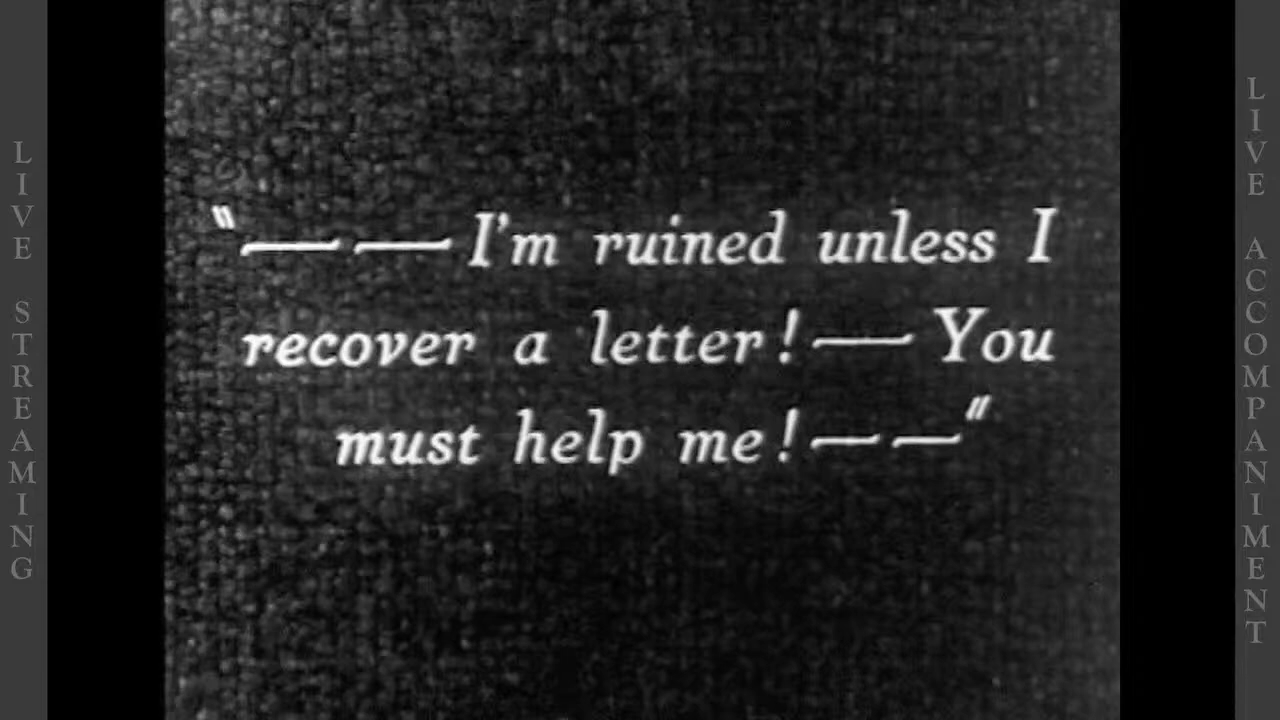 LIVE STREAMING
"—— —— I'm ruined unless I
recover a letter! —— You
must help me! — —"
LIVE ACCOMPANIMENT